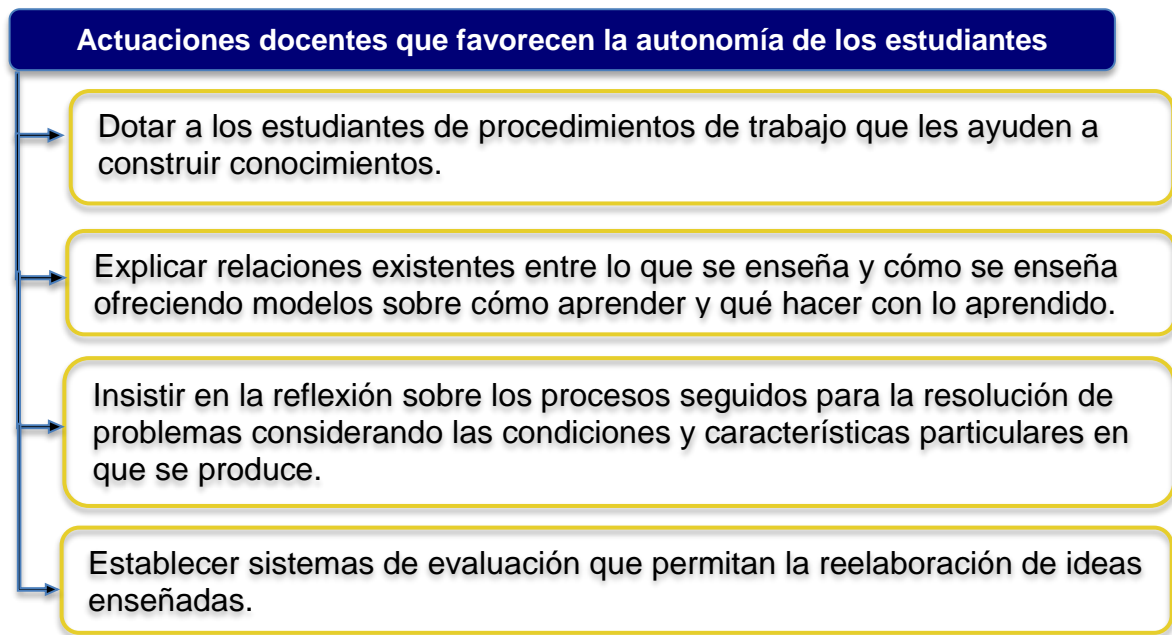 Actuaciones docentes que favorecen la autonomía de los estudiantes
Dotar a los estudiantes de procedimientos de trabajo que les ayuden a
construir conocimientos.
Explicar relaciones existentes entre lo que se enseña y cómo se enseña
ofreciendo modelos sobre cómo aprender y qué hacer con lo aprendido.
Insistir en la reflexión sobre los procesos seguidos para la resolución de
problemas considerando las condiciones y características particulares en
que se produce.
Establecer sistemas de evaluación que permitan la reelaboración de ideas
enseñadas.